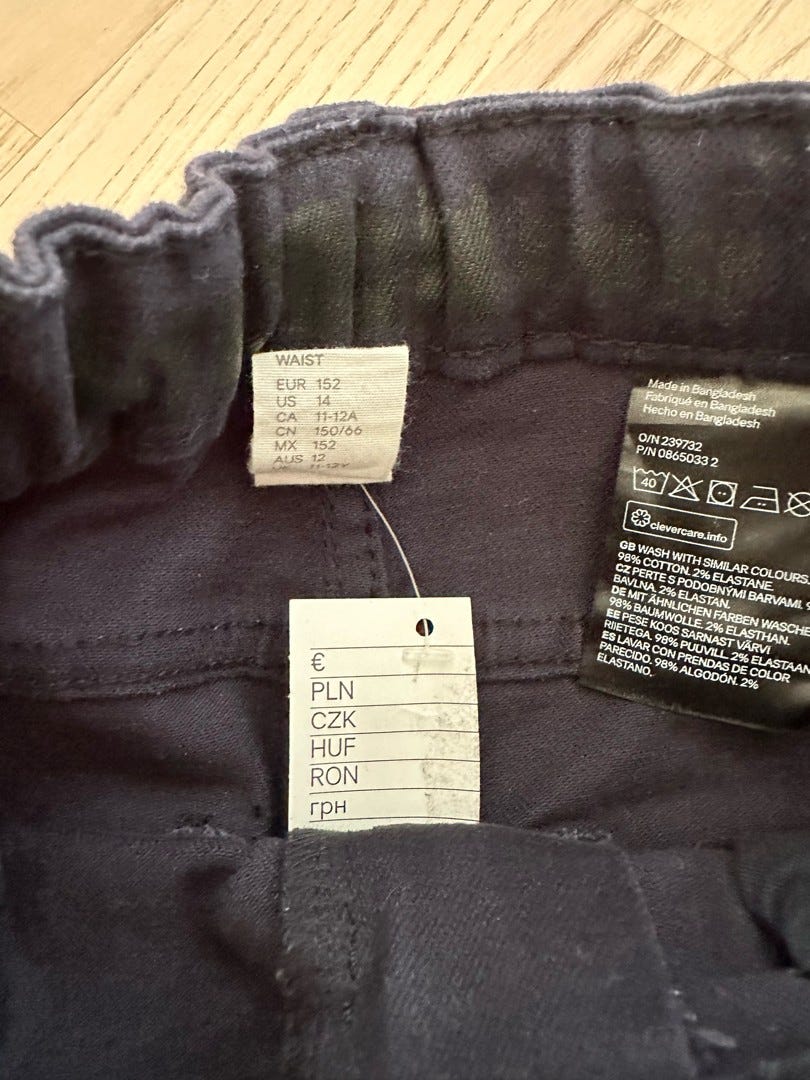 WAIST
EUR 152
US 14
CA 11-12A
CN 150/66
MX 152
AUS 12
UK 11-12Y
Made in Bangladesh
Fabriqué en Bangladesh
Hecho en Bangladesh
O/N 239732
P/N 0865033 2
40
clevercare.info
GB WASH WITH SIMILAR COLOURS.
98% COTTON. 2% ELASTANE.
CZ PERTE S PODOBNÝMI BARVAMI.
BAVLNA. 2% ELASTAN.
DE MIT ÄHNLICHEN FARBEN WASCHE
98% BAUMWOLLE. 2% ELASTHAN.
EE PESE KOOS SARNAST VÄRVI
RIIETEGA. 98% PUUVILL. 2% ELASTAAN
ES LAVAR CON PRENDAS DE COLOR
PARECIDO. 98% ALGODÓN. 2%
ELASTANO.
€
PLN
CZK
HUF
RON
грн